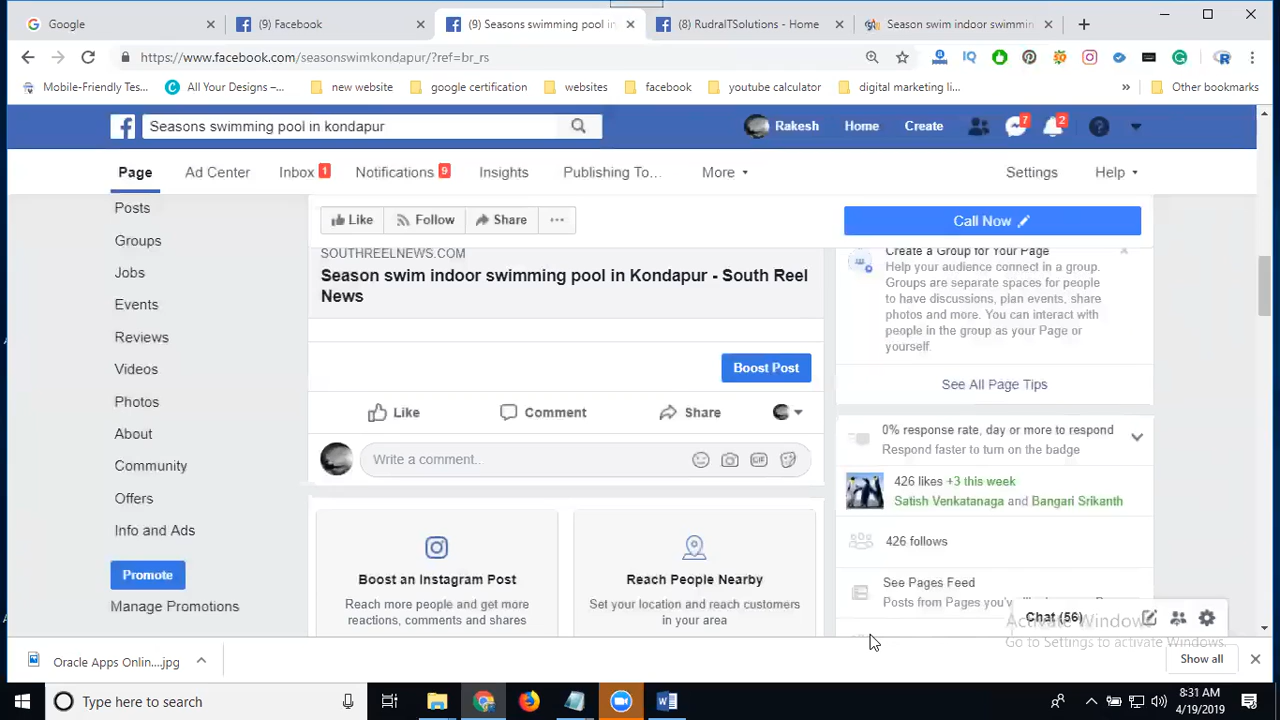 Google
(9) Facebook
(9) Seasons swimming pool in
(8) RudraITSolutions - Home
Season swim indoor swimmin
https://www.facebook.com/seasonswimkondapur/?ref=br_rs
Mobile-Friendly Tes...
All Your Designs –...
new website
google certification
websites
facebook
youtube calculator
digital marketing li...
»
Other bookmarks
Seasons swimming pool in kondapur
Rakesh
Home
Create
7
2
Page
Ad Center
Inbox 1
Notifications 9
Insights
Publishing To...
More
Settings
Help
Posts
Groups
Jobs
Events
Reviews
Videos
Photos
About
Community
Offers
Info and Ads
Promote
Manage Promotions
Like
Follow
Share
...
Call Now
SOUTHREELNEWS.COM
Season swim indoor swimming pool in Kondapur - South Reel
News
Boost Post
Like
Comment
Share
Write a comment...
GIF
Boost an Instagram Post
Reach more people and get more
reactions, comments and shares
Reach People Nearby
Set your location and reach customers
in your area
Create a Group for Your Page
Help your audience connect in a group.
Groups are separate spaces for people
to have discussions, plan events, share
photos and more. You can interact with
people in the group as your Page or
yourself.
See All Page Tips
0% response rate, day or more to respond
Respond faster to turn on the badge
426 likes +3 this week
Satish Venkatanaga and Bangari Srikanth
426 follows
See Pages Feed
Posts from Pages you've
Chat (56)
Activate Windows
Go to Settings to activate Windows.
Oracle Apps Onlin....jpg
Show all
Type here to search
8:31 AM
4/19/2019